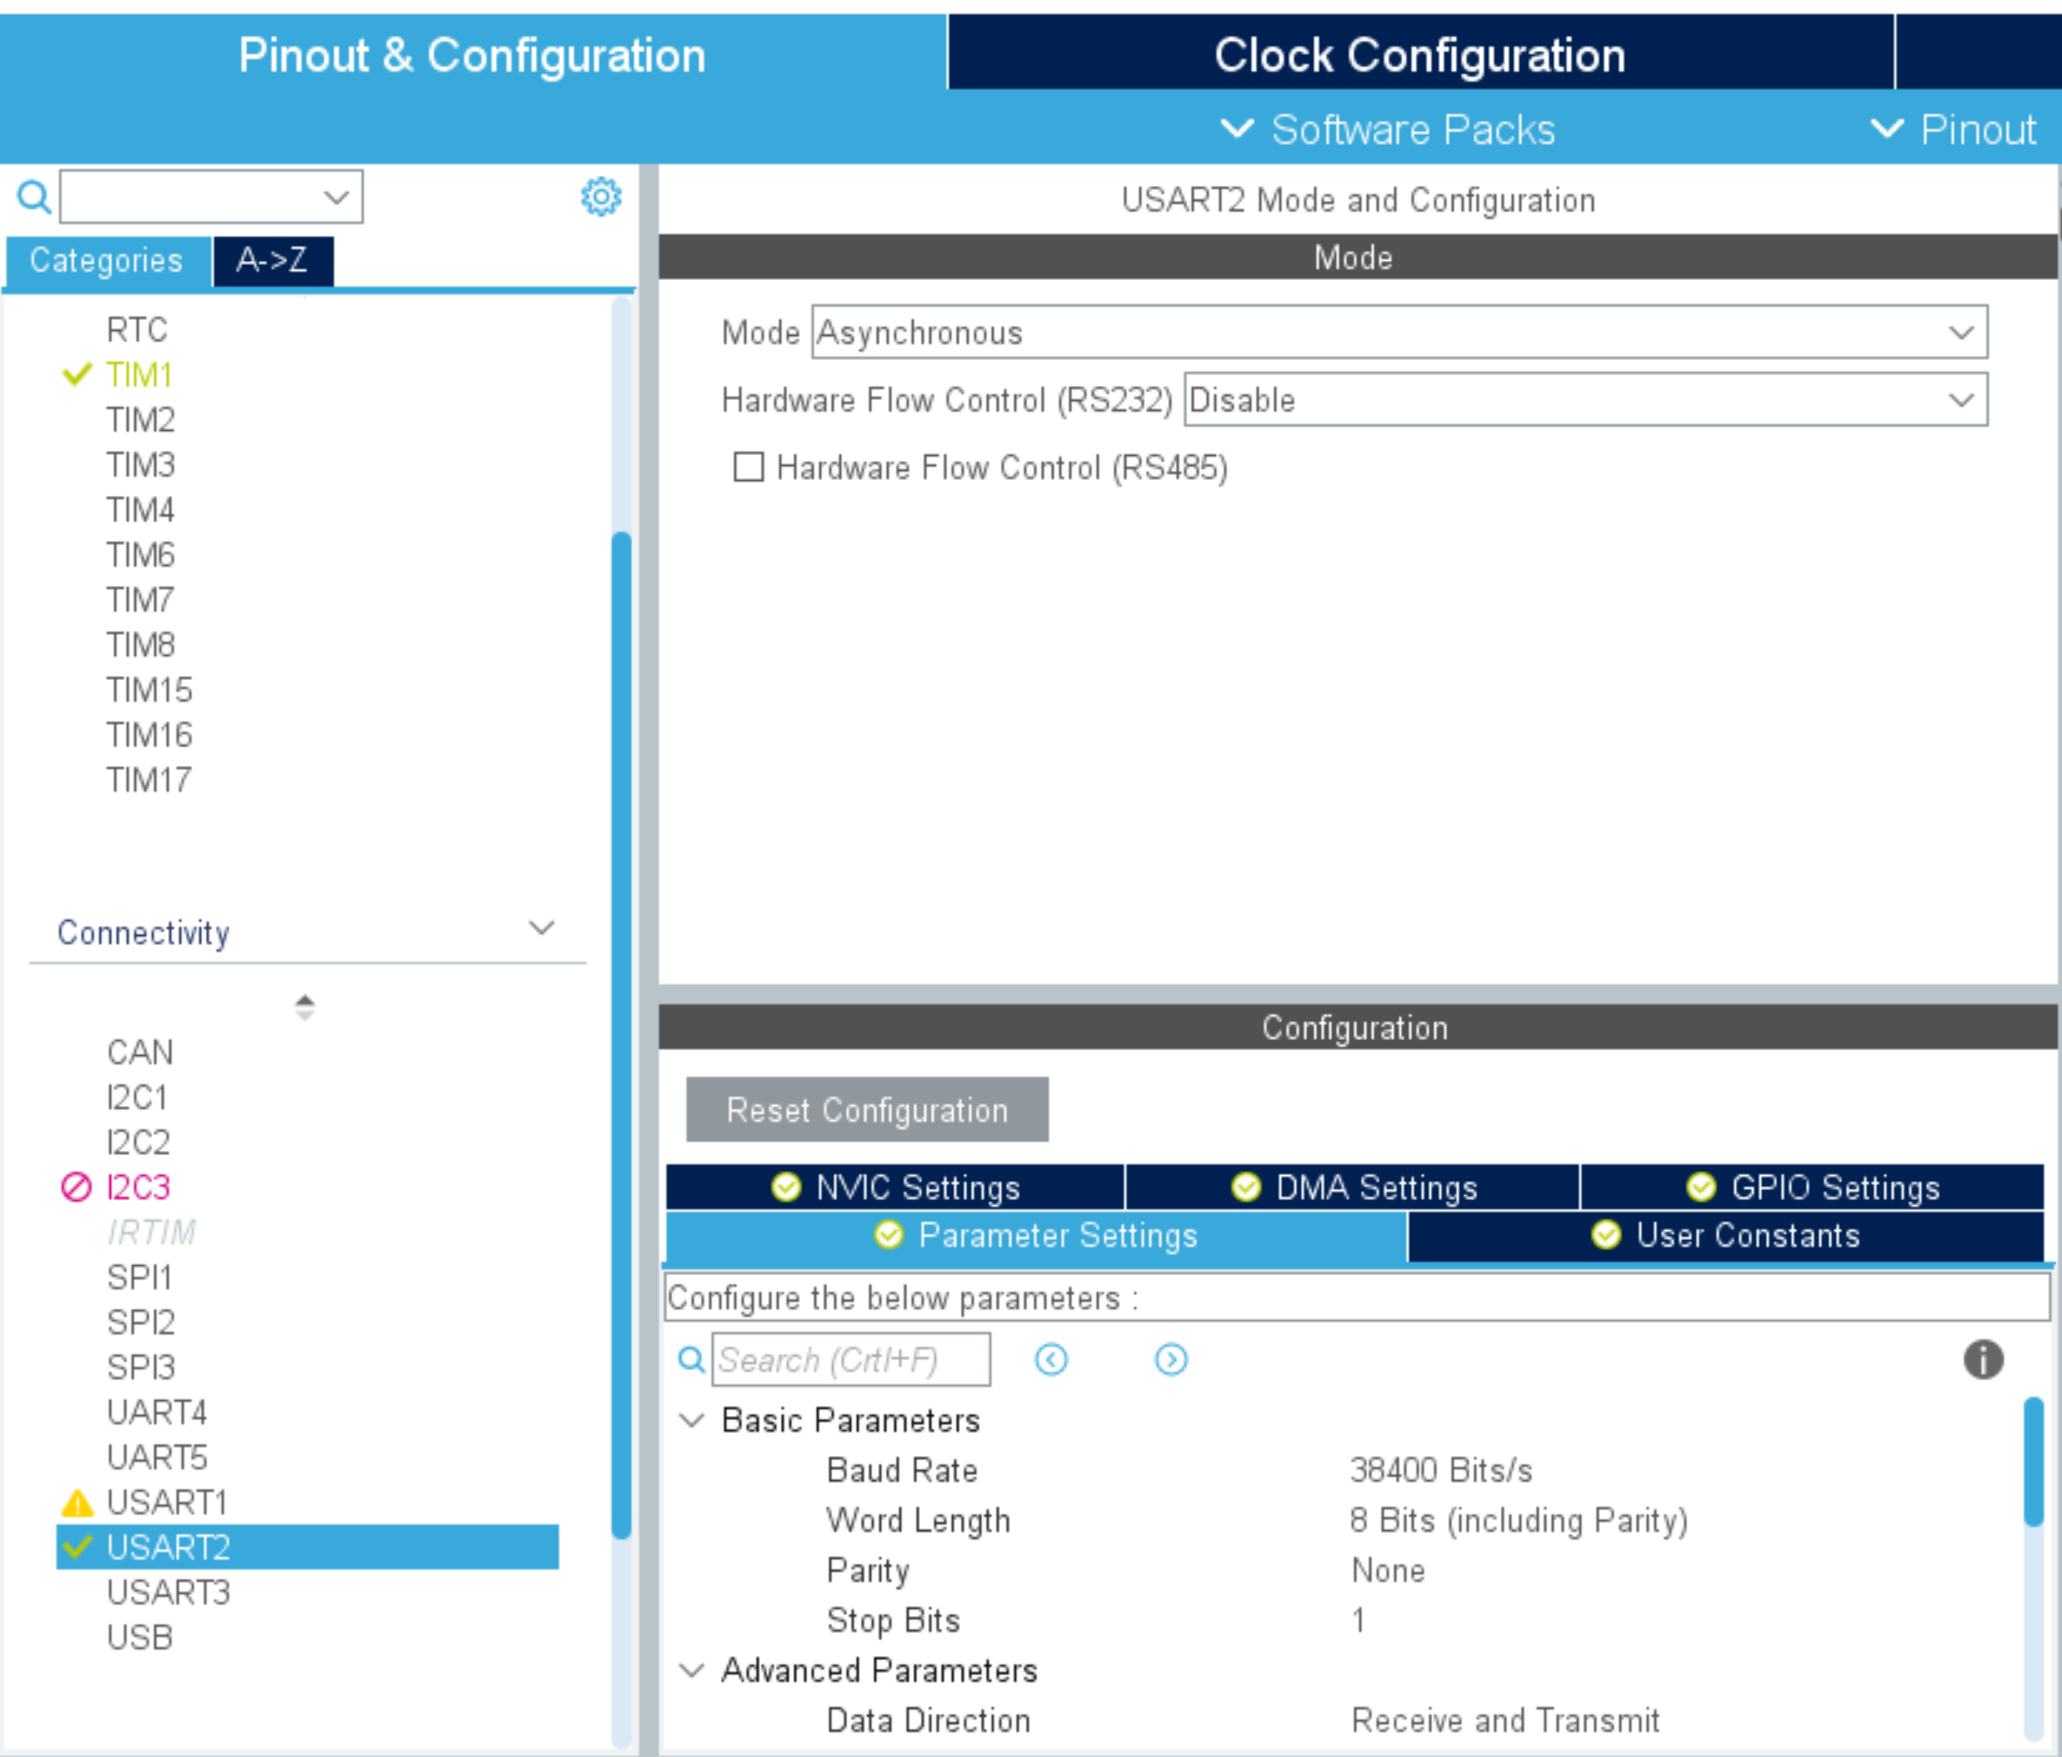 Pinout & Configuration
Clock Configuration
Software Packs
Pinout
Categories
A->Z
RTC
TIM1
TIM2
TIM3
TIM4
TIM6
TIM7
TIM8
TIM15
TIM16
TIM17
Connectivity
CAN
I2C1
I2C2
I2C3
IRTIM
SPI1
SPI2
SPI3
UART4
UART5
USART1
USART2
USART3
USB
USART2 Mode and Configuration
Mode
Mode Asynchronous
Hardware Flow Control (RS232) Disable
Hardware Flow Control (RS485)
Configuration
Reset Configuration
NVIC Settings
DMA Settings
GPIO Settings
Parameter Settings
User Constants
Configure the below parameters :
Search (Crtl+F)
Basic Parameters
Baud Rate 38400 Bits/s
Word Length 8 Bits (including Parity)
Parity None
Stop Bits 1
Advanced Parameters
Data Direction Receive and Transmit